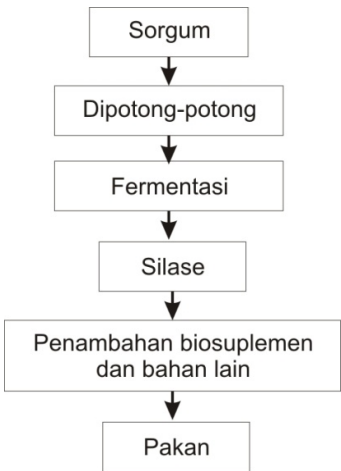 Sorgum
Dipotong-potong
Fermentasi
Silase
Penambahan biosuplemen
dan bahan lain
Pakan